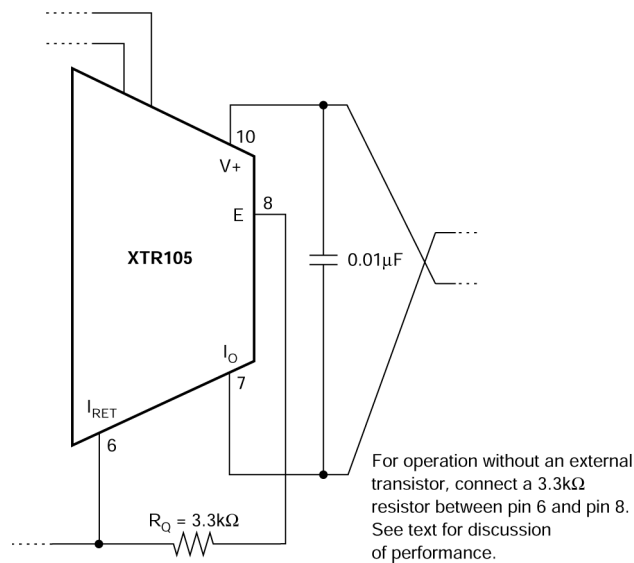 10
V+
8
E
XTR105
0.01µF
I_O
7
I_RET
6
R_Q = 3.3kΩ
For operation without an external
transistor, connect a 3.3kΩ
resistor between pin 6 and pin 8.
See text for discussion
of performance.